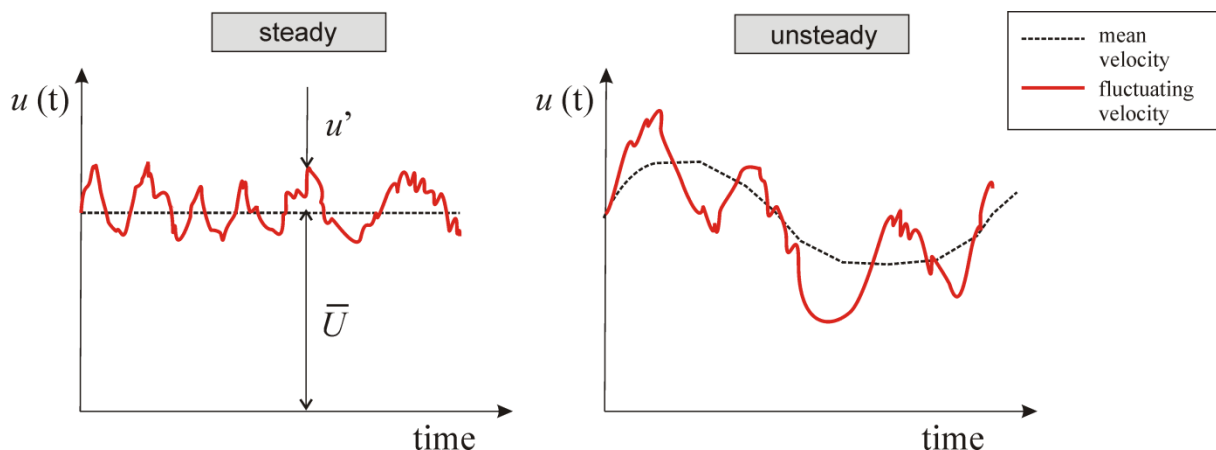 steady
unsteady
mean
velocity
fluctuating
velocity
u (t)
u’
U̅
time
u (t)
time